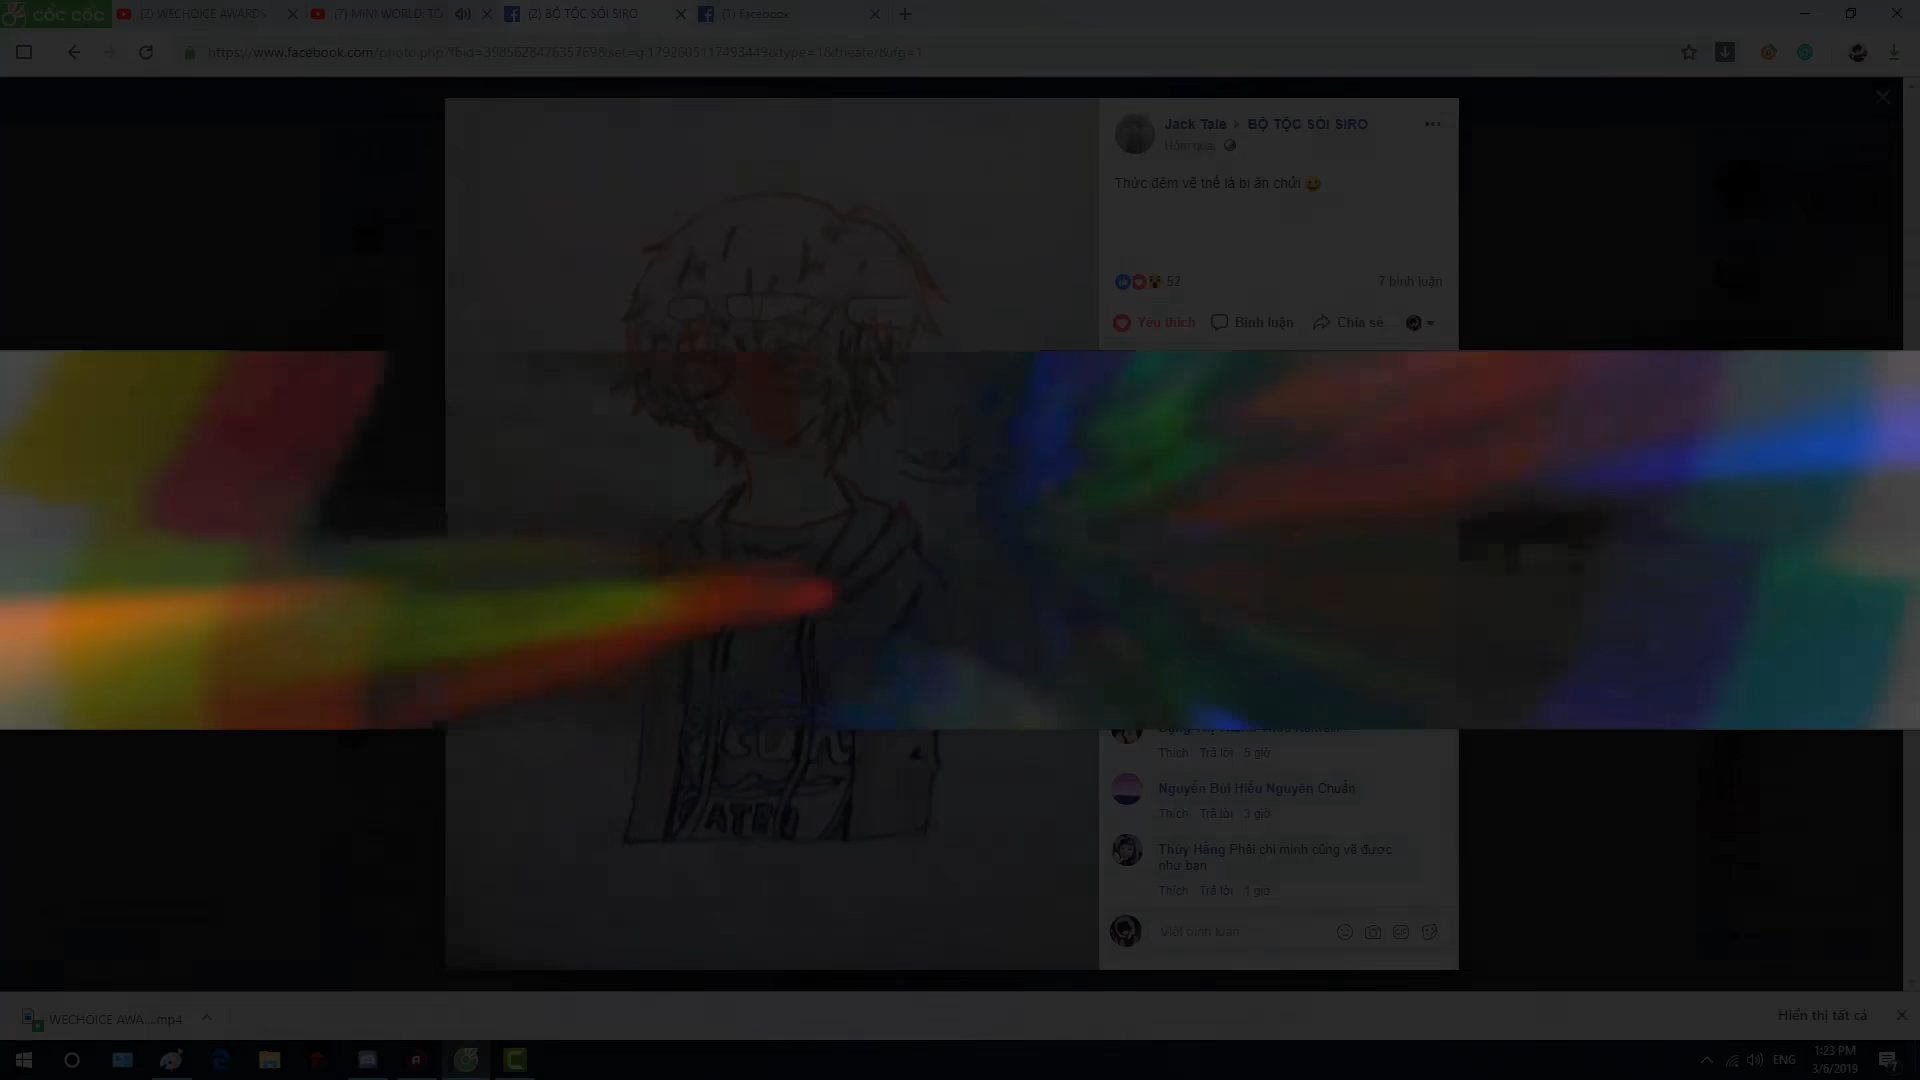 CỐC CỐC
(2) WECHOICE AWARDS
(7) MINI WORLD: TC
(2) BỘ TỘC SÓI SIRO
(1) Facebook
Jack Tale ▸ BỘ TỘC SÓI SIRO
Hôm qua
Thức đêm vẽ thế là bị ăn chửi
52
7 bình luận
Yêu thích
Bình luận
Chia sẻ
Thích Trả lời 5 giờ
Nguyễn Bùi Hiếu Nguyên Chuẩn
Thích Trả lời 3 giờ
Thúy Hằng Phải chi mình cũng vẽ được
như bạn
Thích Trả lời 1 giờ
Viết bình luận
GIF
WECHOICE AWA....mp4
Hiển thị tất cả
ENG
1:23 PM
3/6/2019